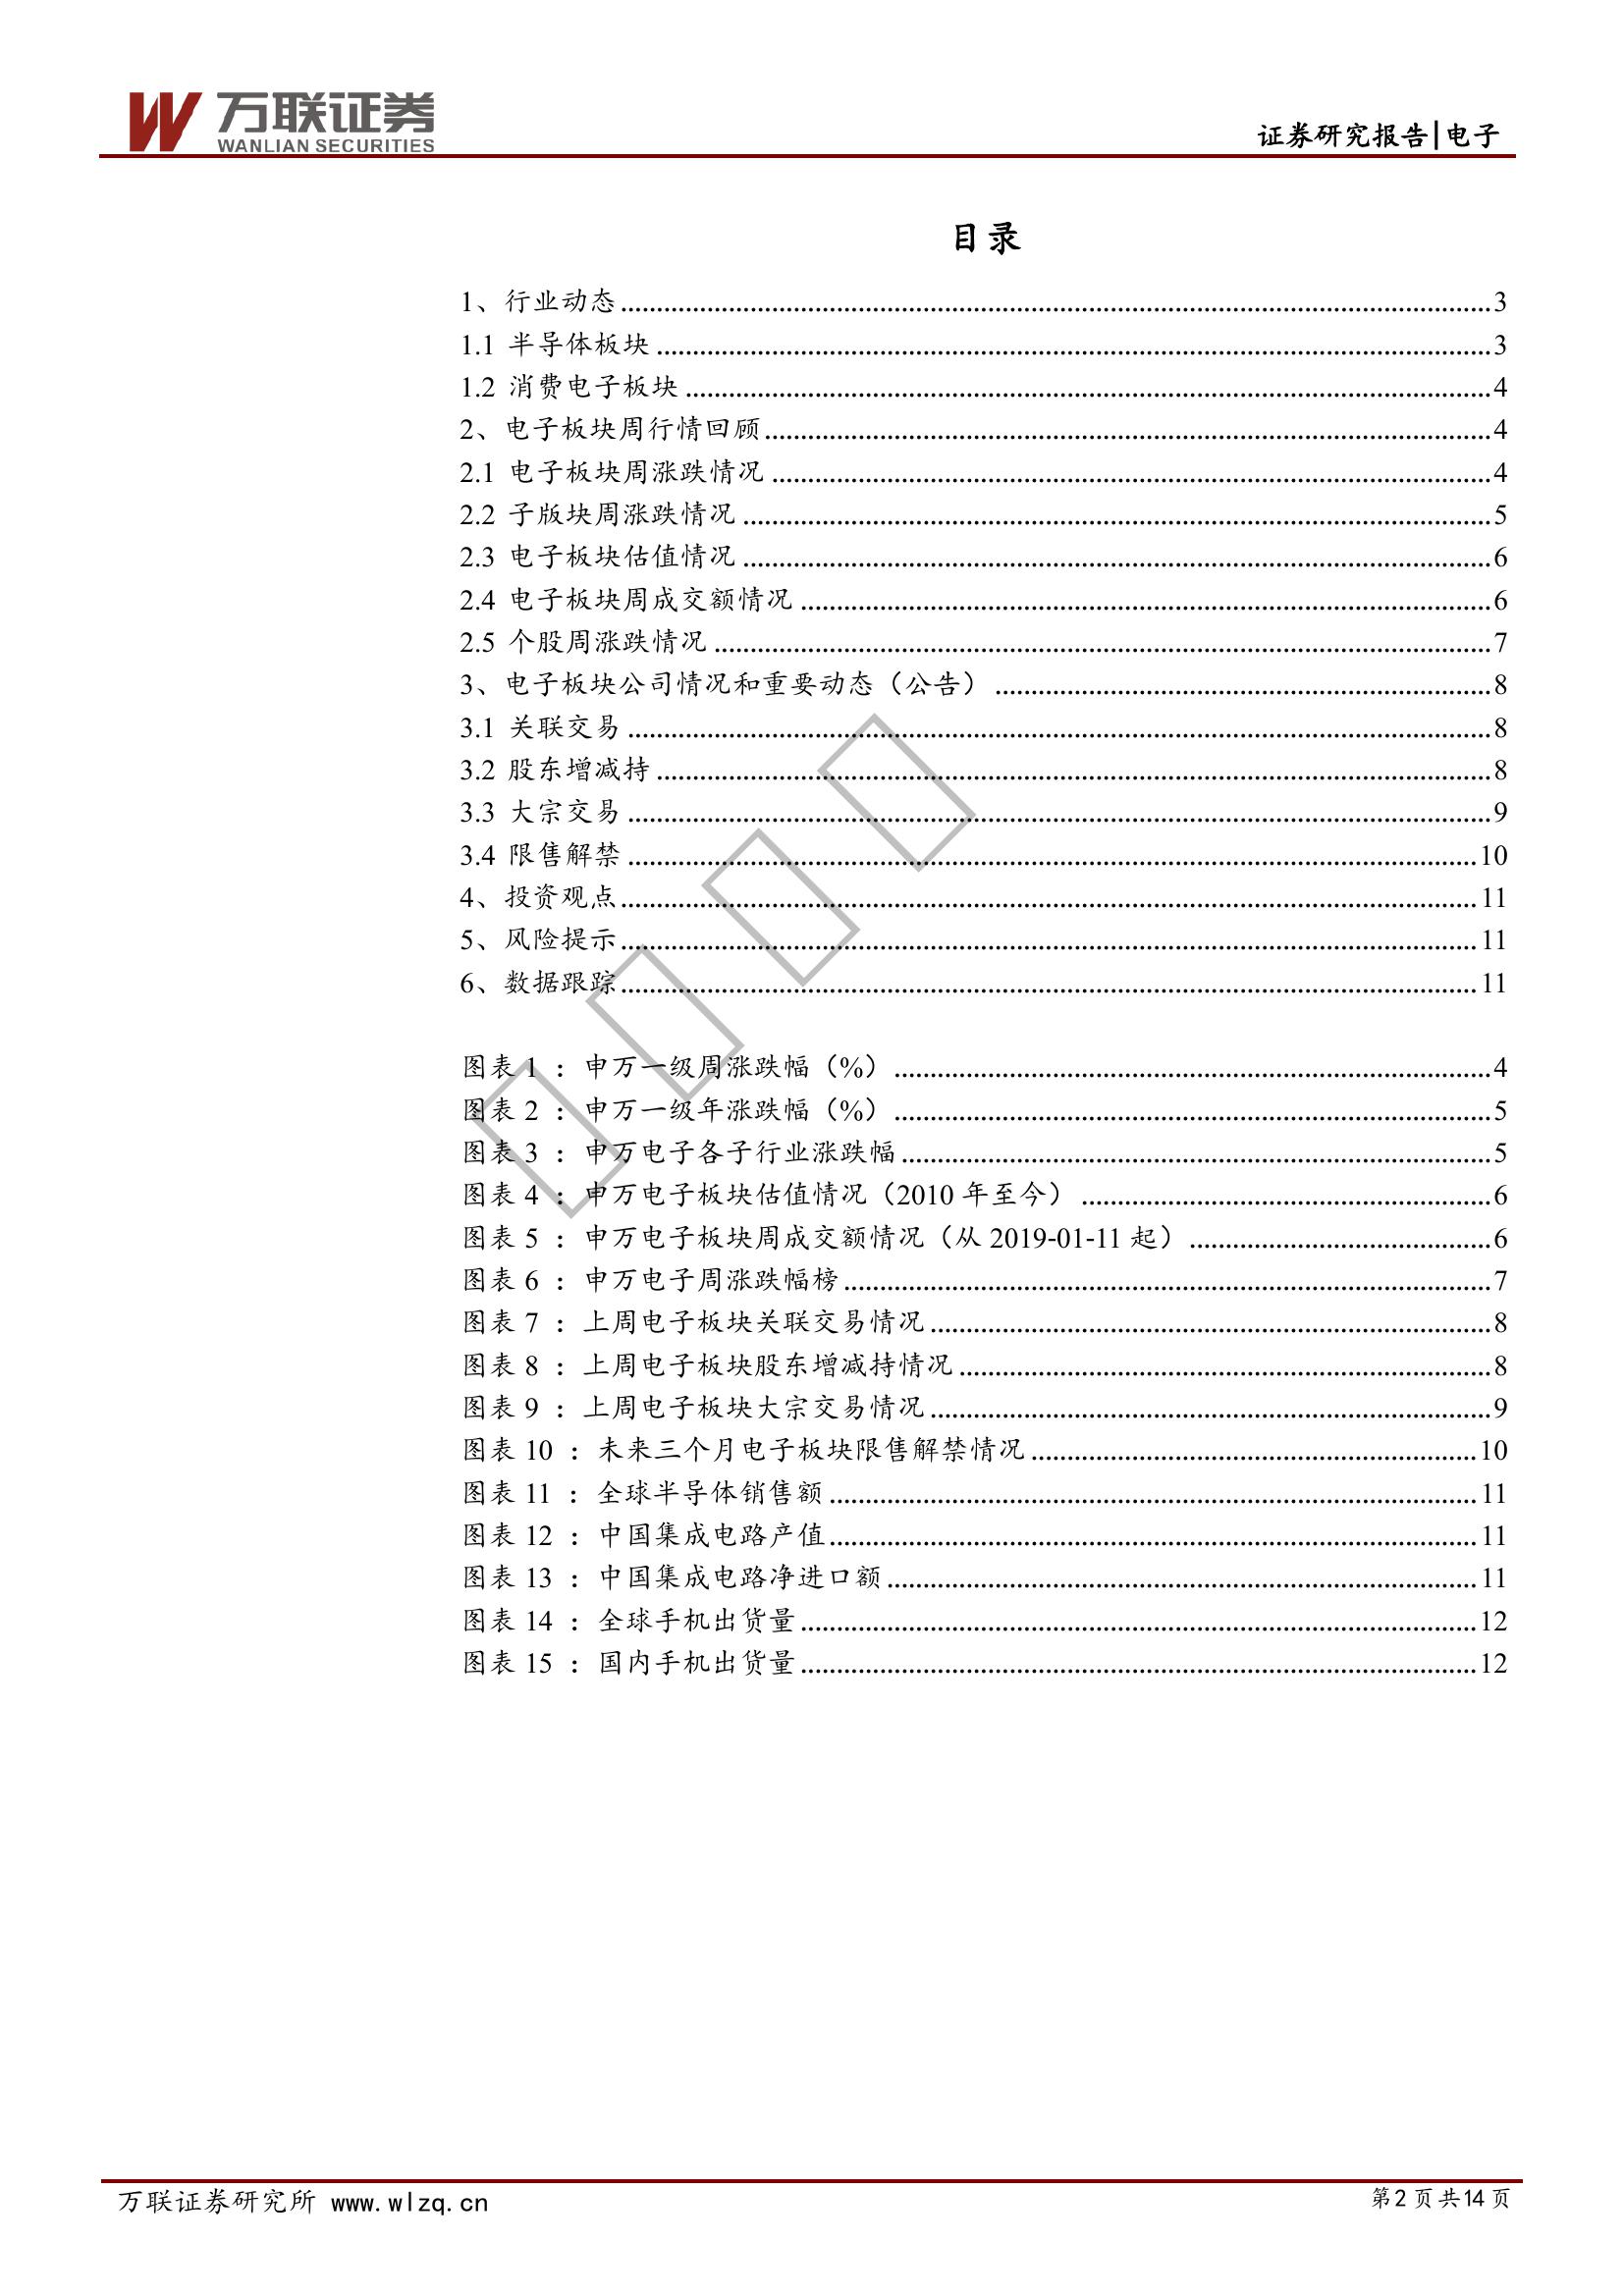 万联证券
WANLIAN SECURITIES
证券研究报告|电子
目录
1、行业动态 3
1.1 半导体板块 3
1.2 消费电子板块 4
2、电子板块周行情回顾 4
2.1 电子板块周涨跌情况 4
2.2 子版块周涨跌情况 5
2.3 电子板块估值情况 6
2.4 电子板块周成交额情况 6
2.5 个股周涨跌情况 7
3、电子板块公司情况和重要动态（公告） 8
3.1 关联交易 8
3.2 股东增减持 8
3.3 大宗交易 9
3.4 限售解禁 10
4、投资观点 11
5、风险提示 11
6、数据跟踪 11
图表 1 ：申万一级周涨跌幅（%） 4
图表 2 ：申万一级年涨跌幅（%） 5
图表 3 ：申万电子各子行业涨跌幅 5
图表 4 ：申万电子板块估值情况（2010 年至今） 6
图表 5 ：申万电子板块周成交额情况（从 2019-01-11 起） 6
图表 6 ：申万电子周涨跌幅榜 7
图表 7 ：上周电子板块关联交易情况 8
图表 8 ：上周电子板块股东增减持情况 8
图表 9 ：上周电子板块大宗交易情况 9
图表 10 ：未来三个月电子板块限售解禁情况 10
图表 11 ：全球半导体销售额 11
图表 12 ：中国集成电路产值 11
图表 13 ：中国集成电路净进口额 11
图表 14 ：全球手机出货量 12
图表 15 ：国内手机出货量 12
万联证券研究所 www.wlzq.cn
第2页共14页